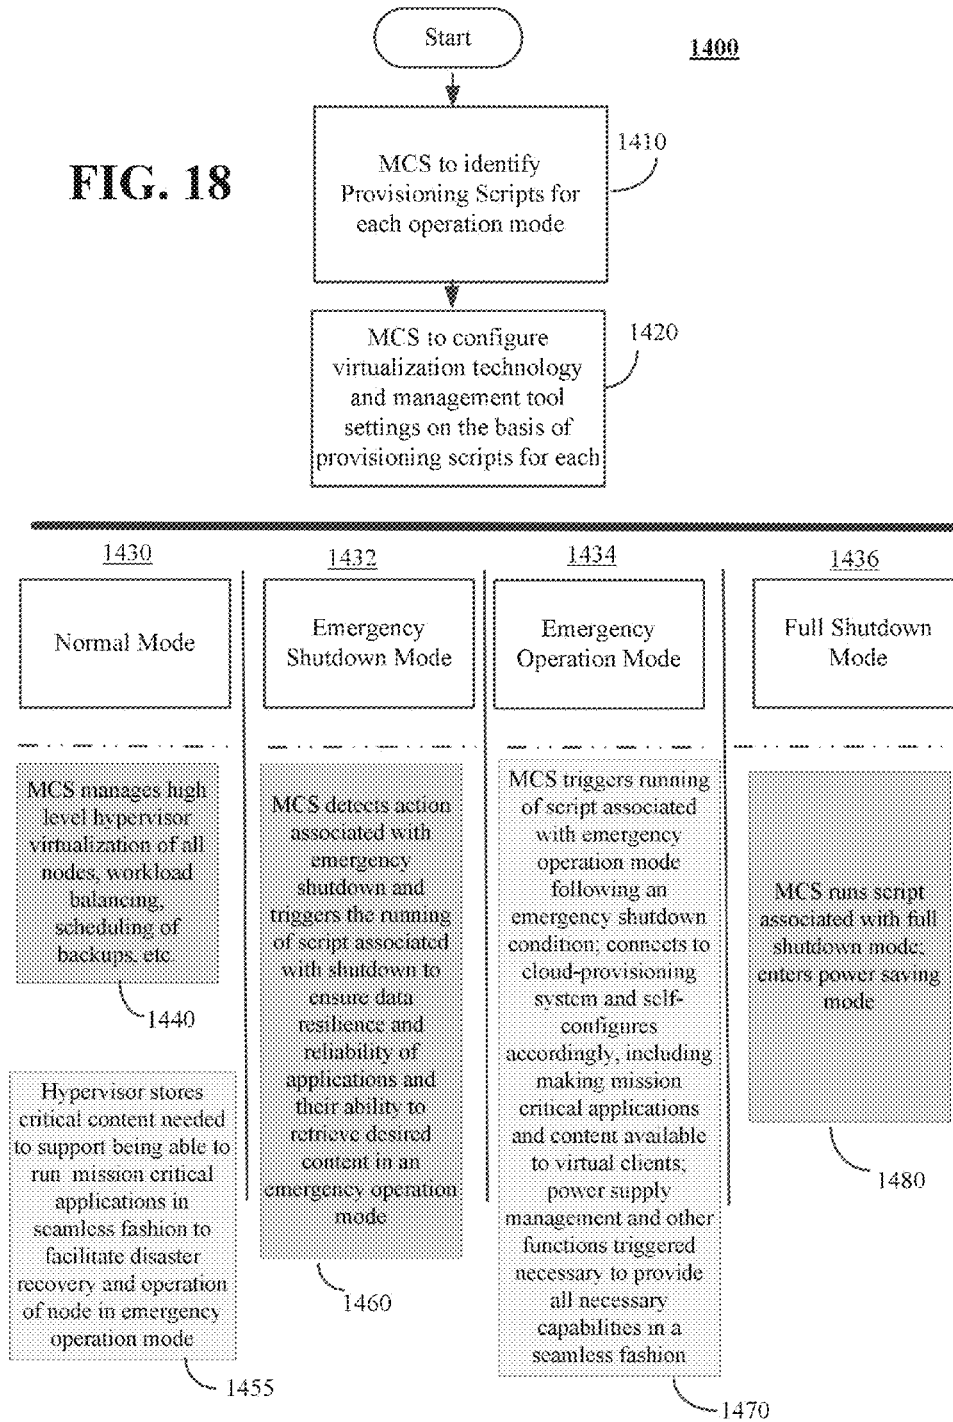 Start
1400
FIG. 18
MCS to identify
Provisioning Scripts for
each operation mode
1410
MCS to configure
virtualization technology
and management tool
settings on the basis of
provisioning scripts for each
1420
1430
Normal Mode
1432
Emergency
Shutdown Mode
1434
Emergency
Operation Mode
1436
Full Shutdown
Mode
MCS manages high
level hypervisor
virtualization of all
nodes, workload
balancing,
scheduling of
backups, etc
1440
Hypervisor stores
critical content needed
to support being able to
run mission critical
applications in
seamless fashion to
facilitate disaster
recovery and operation
of node in emergency
operation mode
1455
MCS detects action
associated with
emergency
shutdown and
triggers the running
of script associated
with shutdown to
ensure data
resilience and
reliability of
applications and
their ability to
retrieve desired
content in an
emergency operation
mode
1460
MCS triggers running
of script associated
with emergency
operation mode
following an
emergency shutdown
condition; connects to
cloud-provisioning
system and self-
configures
accordingly, including
making mission
critical applications
and content available
to virtual clients;
power supply
management and other
functions triggered
necessary to provide
all necessary
capabilities in a
seamless fashion
1470
MCS runs script
associated with full
shutdown mode;
enters power saving
mode
1480